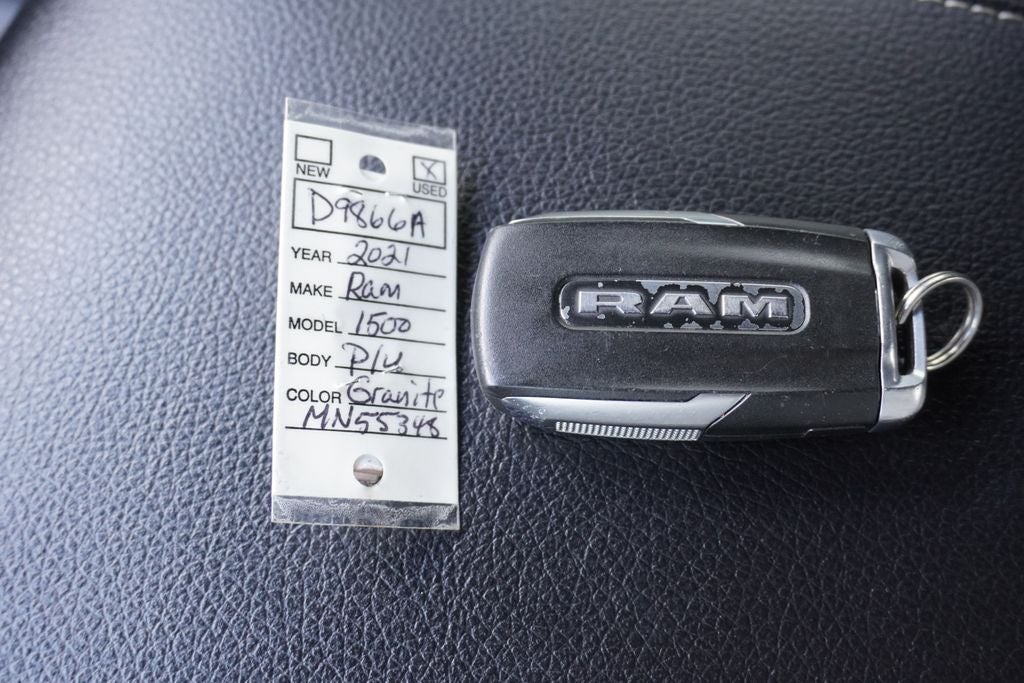 NEW
X
USED
D9866A
YEAR 2021
MAKE Ram
MODEL 1500
BODY P/U
COLOR Granite
MN55348
RAM